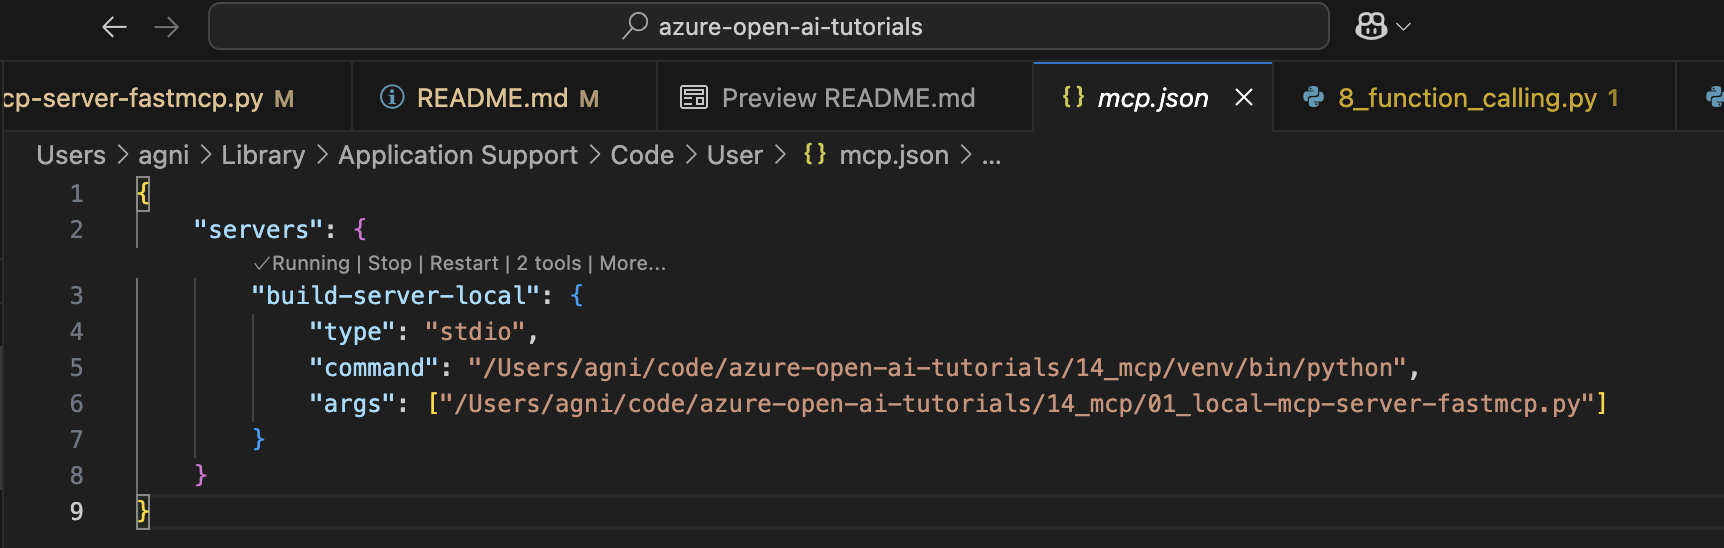 azure-open-ai-tutorials
cp-server-fastmcp.py M
README.md M
Preview README.md
{} mcp.json
8_function_calling.py 1
Users > agni > Library > Application Support > Code > User > {} mcp.json > ...
1 {
2 "servers": {
✓Running | Stop | Restart | 2 tools | More...
3 "build-server-local": {
4 "type": "stdio",
5 "command": "/Users/agni/code/azure-open-ai-tutorials/14_mcp/venv/bin/python",
6 "args": ["/Users/agni/code/azure-open-ai-tutorials/14_mcp/01_local-mcp-server-fastmcp.py"]
7 }
8 }
9 }